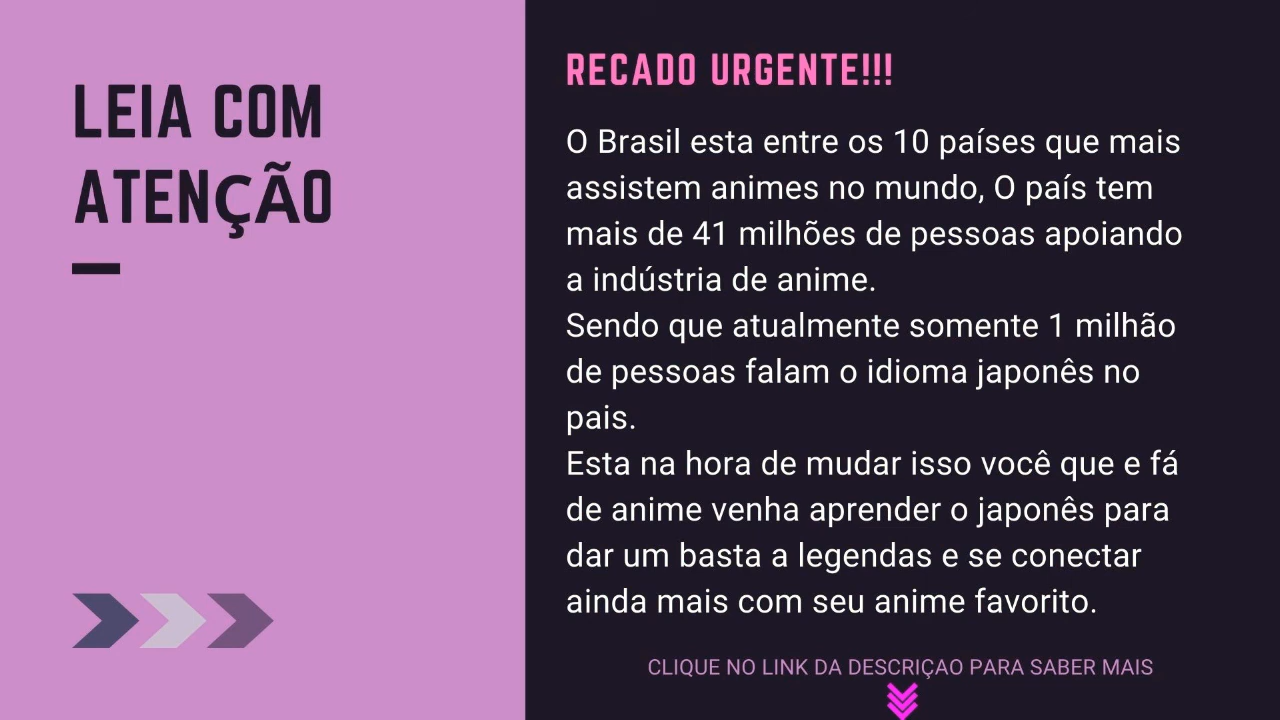 LEIA COM
ATENÇÃO
RECADO URGENTE!!!
O Brasil esta entre os 10 países que mais
assistem animes no mundo, O país tem
mais de 41 milhões de pessoas apoiando
a indústria de anime.
Sendo que atualmente somente 1 milhão
de pessoas falam o idioma japonês no
pais.
Esta na hora de mudar isso você que e fá
de anime venha aprender o japonês para
dar um basta a legendas e se conectar
ainda mais com seu anime favorito.
CLIQUE NO LINK DA DESCRIÇAO PARA SABER MAIS